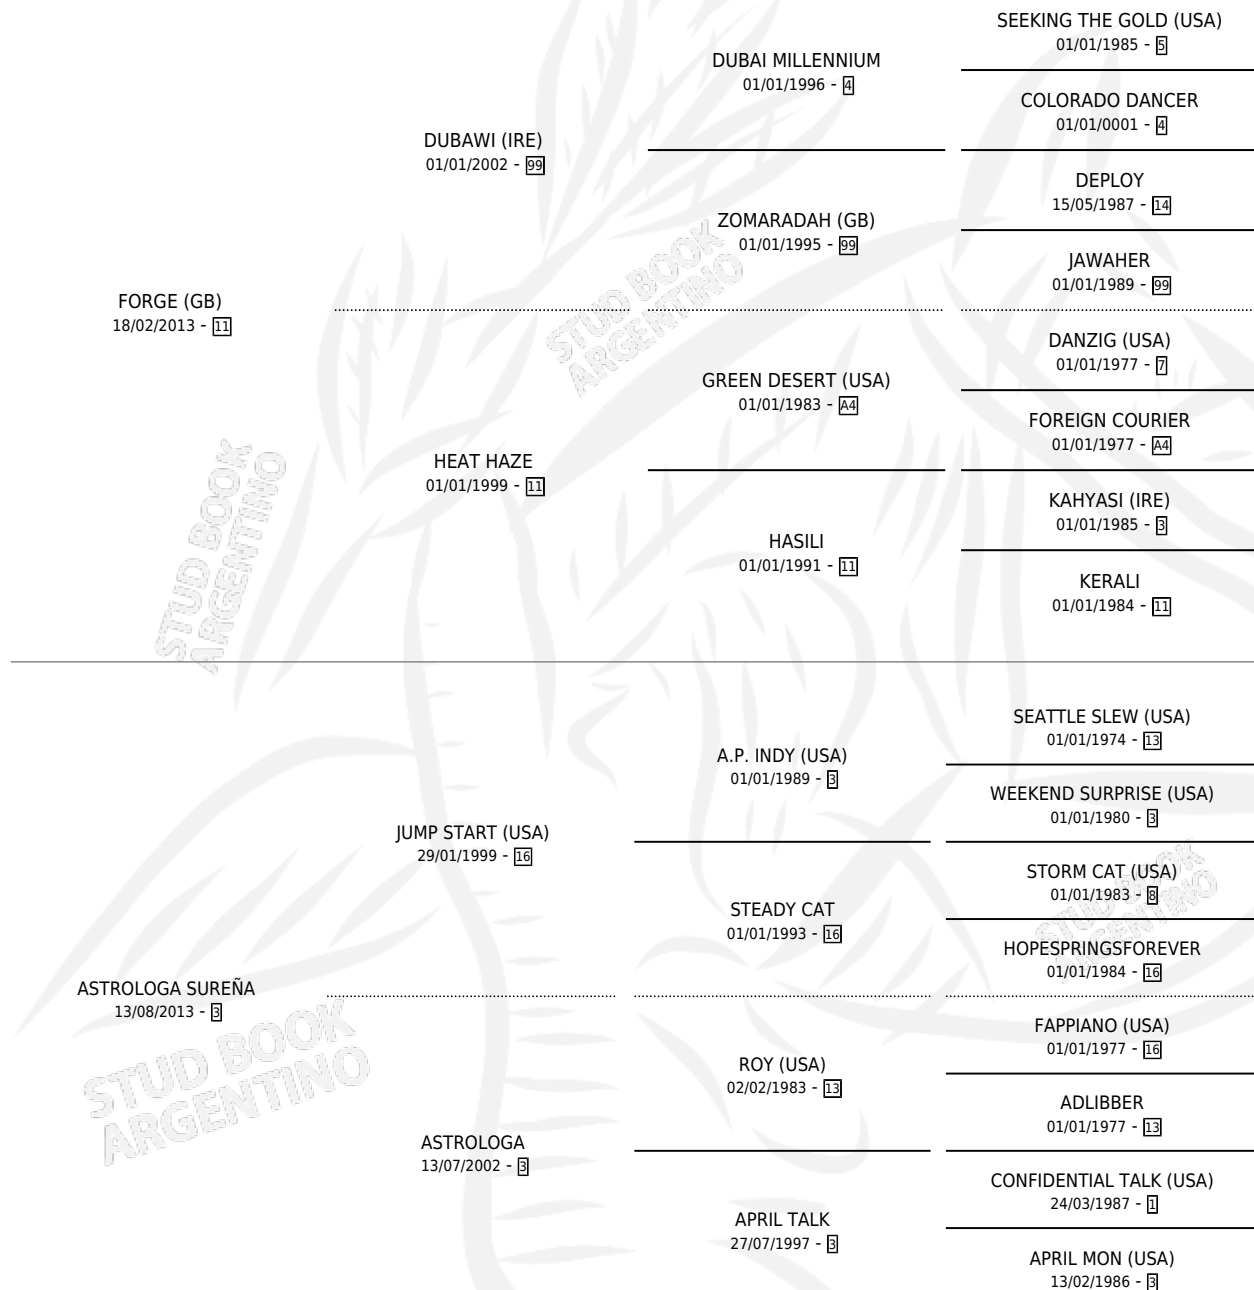 SEEKING THE GOLD (USA)
01/01/1985 - 5
DUBAI MILLENNIUM
01/01/1996 - 4
COLORADO DANCER
01/01/0001 - 4
DUBAWI (IRE)
01/01/2002 - 99
DEPLOY
15/05/1987 - 14
ZOMARADAH (GB)
01/01/1995 - 99
JAWAHER
01/01/1989 - 99
FORGE (GB)
18/02/2013 - 11
STUD BOOK
ARGENTINO
DANZIG (USA)
01/01/1977 - 7
GREEN DESERT (USA)
01/01/1983 - A4
FOREIGN COURIER
01/01/1977 - A4
HEAT HAZE
01/01/1999 - 11
KAHYASI (IRE)
01/01/1985 - 3
HASILI
01/01/1991 - 11
KERALI
01/01/1984 - 11
STUD BOOK
ARGENTINO
SEATTLE SLEW (USA)
01/01/1974 - 13
A.P. INDY (USA)
01/01/1989 - 3
WEEKEND SURPRISE (USA)
01/01/1980 - 3
JUMP START (USA)
29/01/1999 - 16
STORM CAT (USA)
01/01/1983 - 8
STEADY CAT
01/01/1993 - 16
STUD BOOK
ARGENTINO
HOPESPRINGSFOREVER
01/01/1984 - 16
ASTROLOGA SUREÑA
13/08/2013 - 3
STUD BOOK
ARGENTINO
FAPPIANO (USA)
01/01/1977 - 16
ROY (USA)
02/02/1983 - 13
ADLIBBER
01/01/1977 - 13
ASTROLOGA
13/07/2002 - 3
CONFIDENTIAL TALK (USA)
24/03/1987 - 1
APRIL TALK
27/07/1997 - 3
APRIL MON (USA)
13/02/1986 - 3